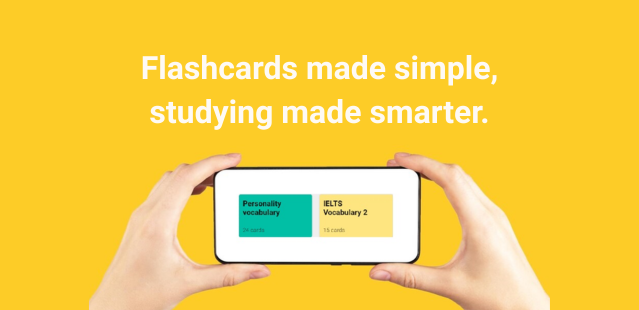 Flashcards made simple,
studying made smarter.
Personality
vocabulary
IELTS
Vocabulary 2
15 cards